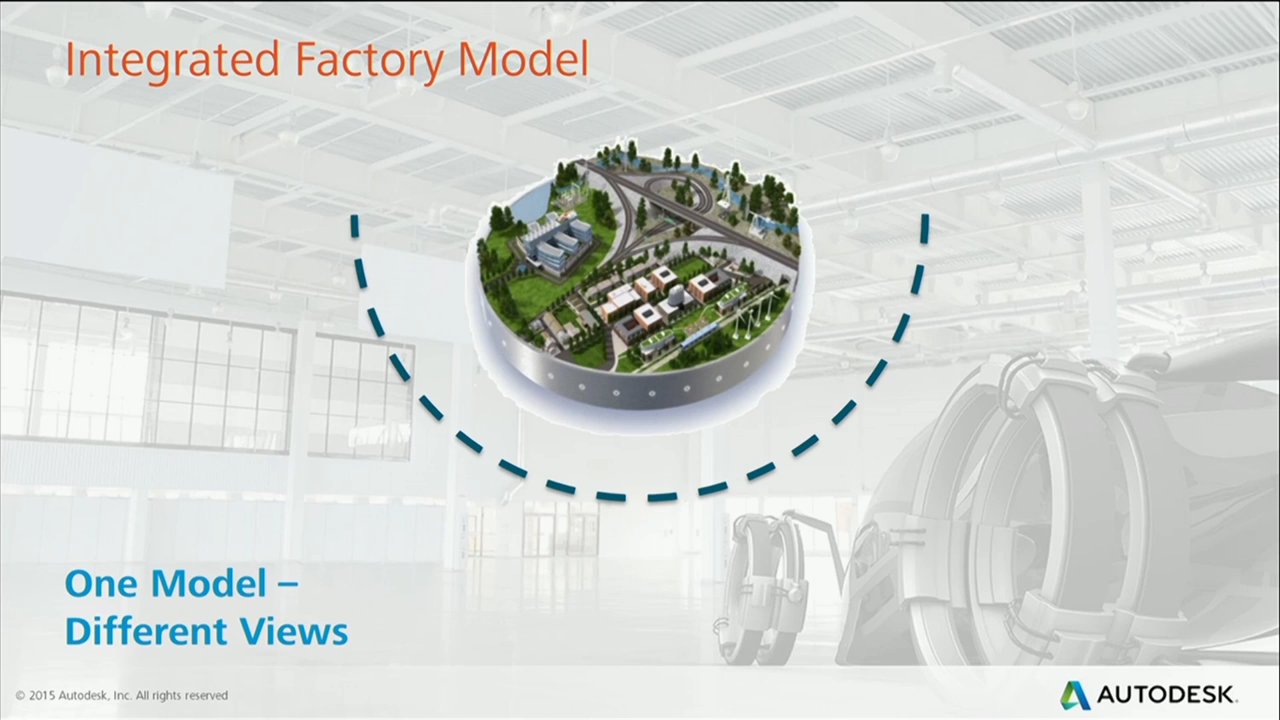 Integrated Factory Model
One Model –
Different Views
© 2015 Autodesk, Inc. All rights reserved
AUTODESK.